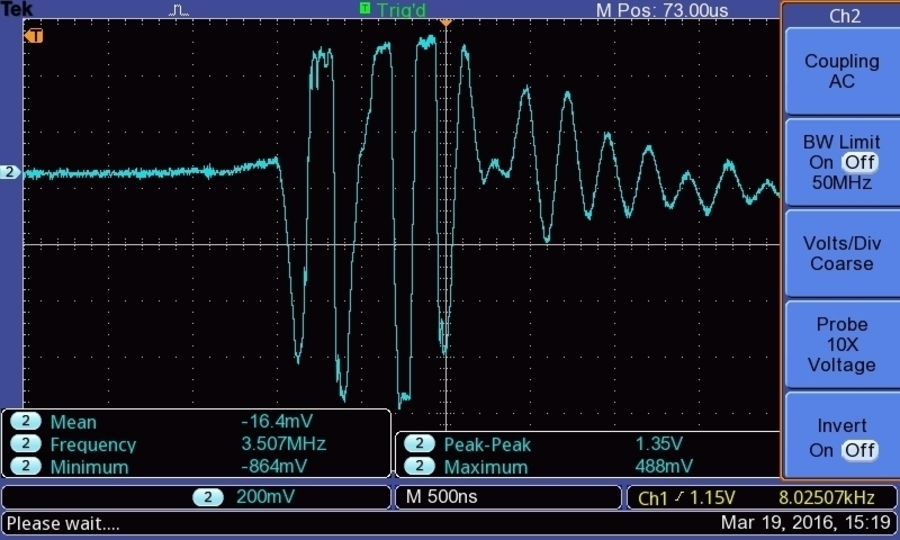 Tek
Trig'd
M Pos: 73.00us
T
2
Ch2
Coupling
AC
BW Limit
On Off
50MHz
Volts/Div
Coarse
Probe
10X
Voltage
Invert
On Off
2 Mean -16.4mV
2 Frequency 3.507MHz
2 Minimum -864mV
2 Peak-Peak 1.35V
2 Maximum 488mV
2 200mV
M 500ns
Ch1 1.15V 8.02507kHz
Please wait....
Mar 19, 2016, 15:19